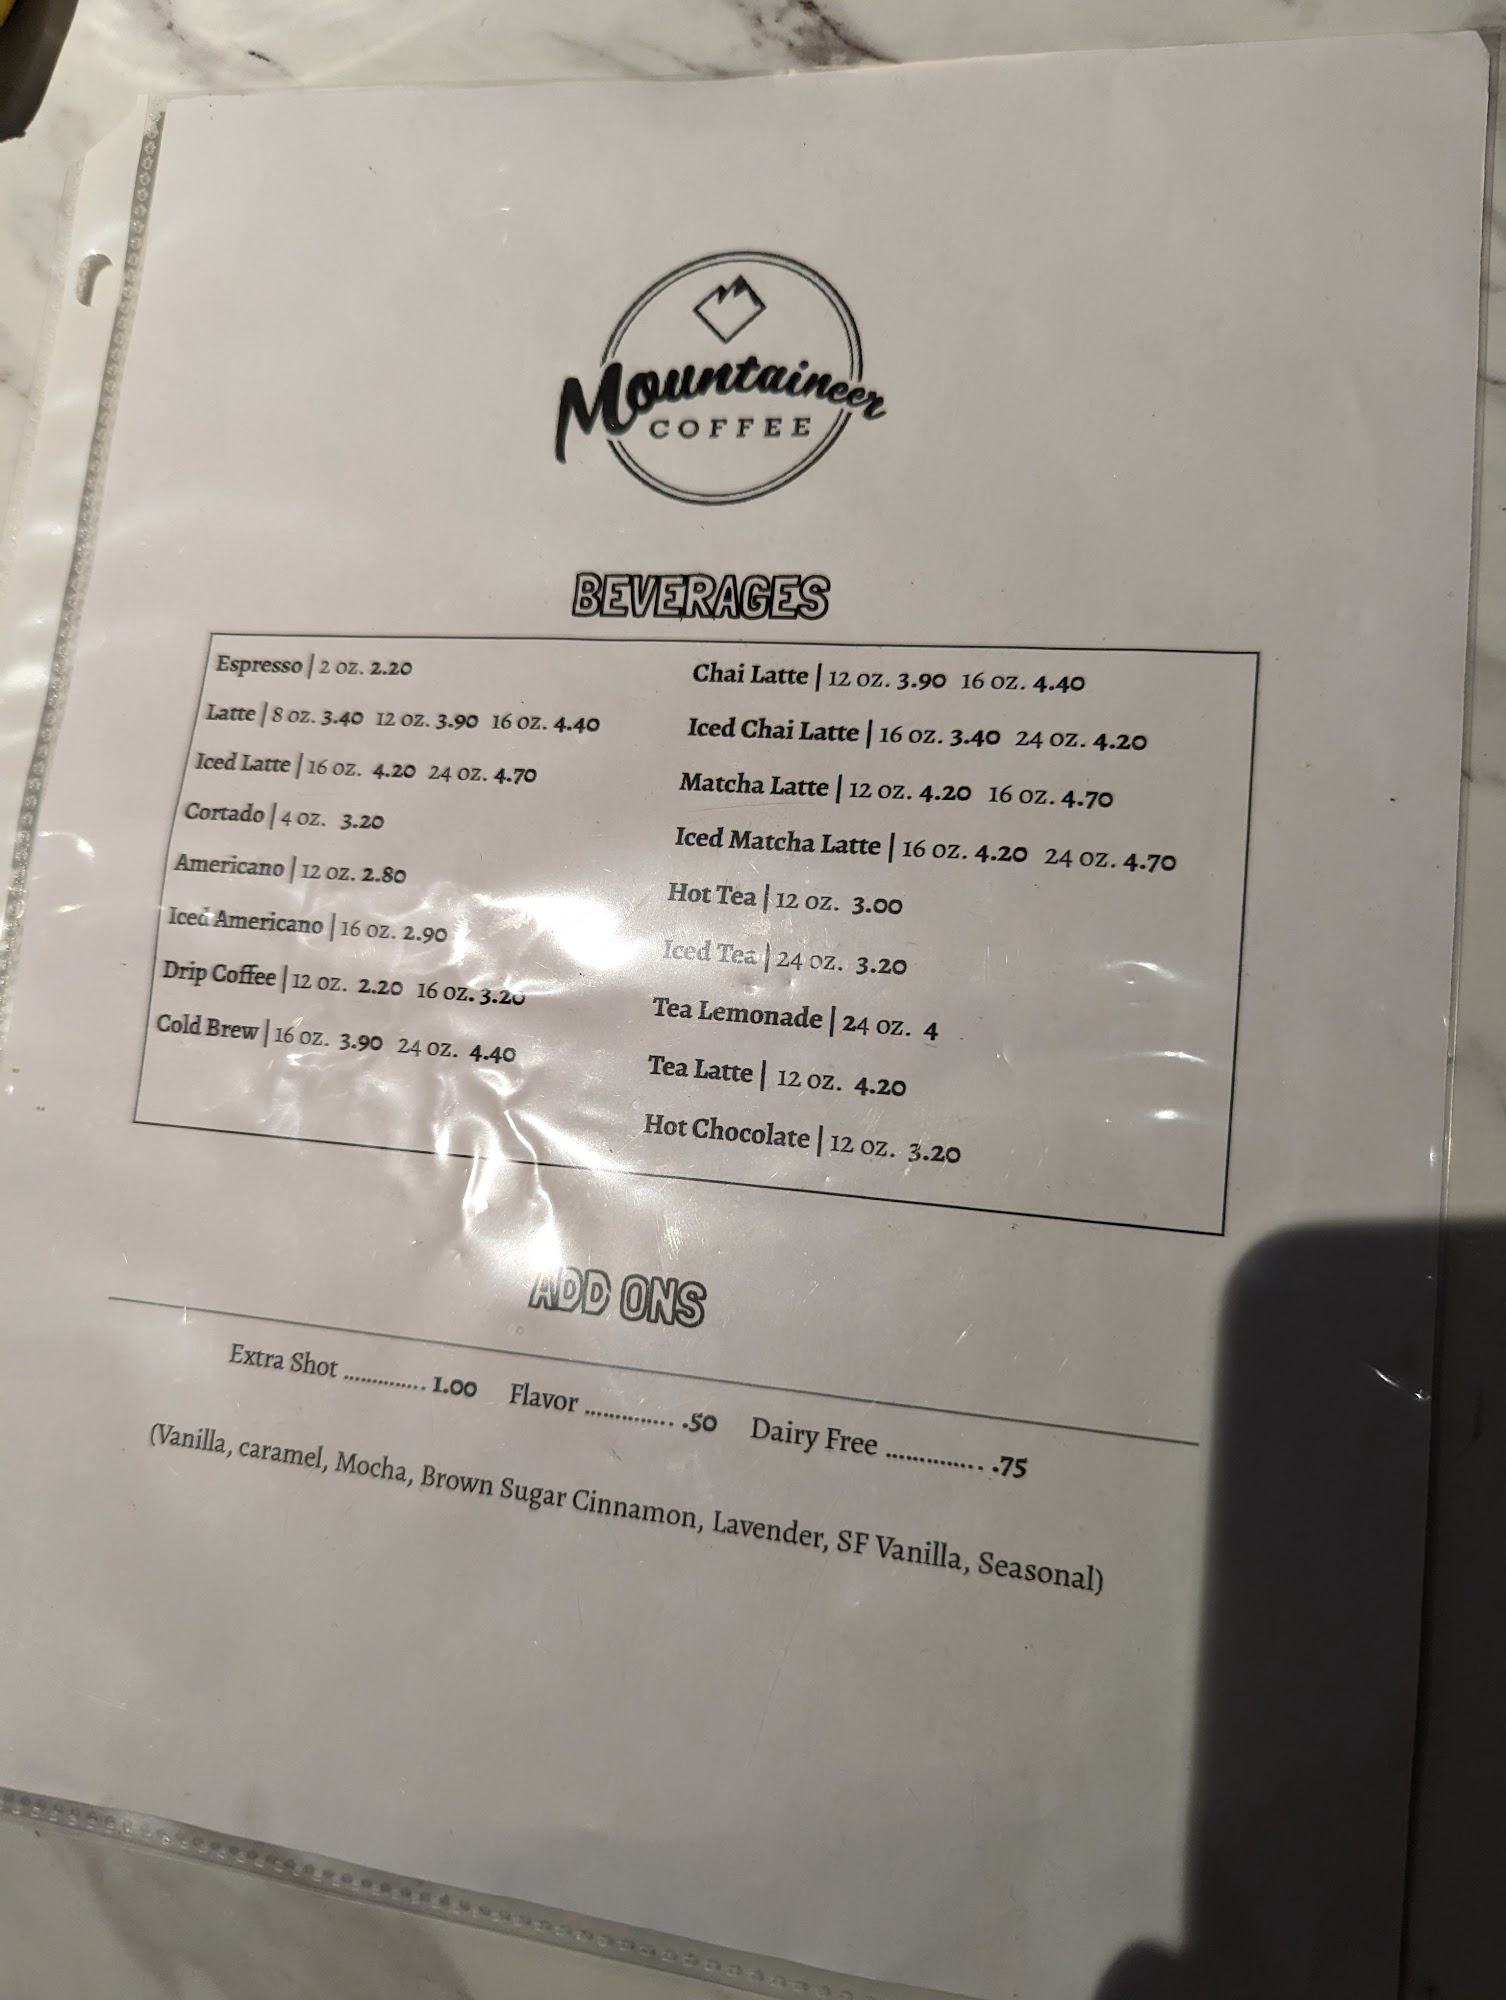 Mountaineer
COFFEE
BEVERAGES
Espresso | 2 oz. 2.20
Latte | 8 oz. 3.40 12 oz. 3.90 16 oz. 4.40
Iced Latte | 16 oz. 4.20 24 oz. 4.70
Cortado | 4 oz. 3.20
Americano | 12 oz. 2.80
Iced Americano | 16 oz. 2.90
Drip Coffee | 12 oz. 2.20 16 oz. 3.20
Cold Brew | 16 oz. 3.90 24 oz. 4.40
Chai Latte | 12 oz. 3.90 16 oz. 4.40
Iced Chai Latte | 16 oz. 3.40 24 oz. 4.20
Matcha Latte | 12 oz. 4.20 16 oz. 4.70
Iced Matcha Latte | 16 oz. 4.20 24 oz. 4.70
Hot Tea | 12 oz. 3.00
Iced Tea | 24 oz. 3.20
Tea Lemonade | 24 oz. 4
Tea Latte | 12 oz. 4.20
Hot Chocolate | 12 oz. 3.20
ADD ONS
Extra Shot .............. 1.00 Flavor .............. .50 Dairy Free .............. .75
(Vanilla, caramel, Mocha, Brown Sugar Cinnamon, Lavender, SF Vanilla, Seasonal)